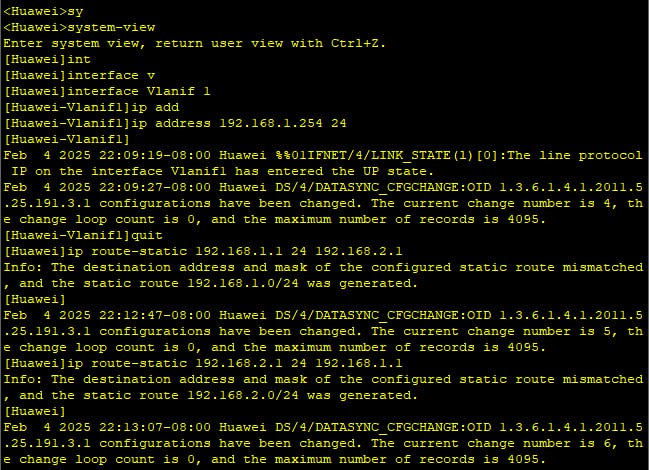 <Huawei>sy
<Huawei>system-view
Enter system view, return user view with Ctrl+Z.
[Huawei]int
[Huawei]interface v
[Huawei]interface Vlanif 1
[Huawei-Vlanif1]ip add
[Huawei-Vlanif1]ip address 192.168.1.254 24
[Huawei-Vlanif1]
Feb  4 2025 22:09:19-08:00 Huawei %%01IFNET/4/LINK_STATE(l)[0]:The line protocol
 IP on the interface Vlanif1 has entered the UP state.
Feb  4 2025 22:09:27-08:00 Huawei DS/4/DATASYNC_CFGCHANGE:OID 1.3.6.1.4.1.2011.5
.25.191.3.1 configurations have been changed. The current change number is 4, th
e change loop count is 0, and the maximum number of records is 4095.
[Huawei-Vlanif1]quit
[Huawei]ip route-static 192.168.1.1 24 192.168.2.1
Info: The destination address and mask of the configured static route mismatched
, and the static route 192.168.1.0/24 was generated.
[Huawei]
Feb  4 2025 22:12:47-08:00 Huawei DS/4/DATASYNC_CFGCHANGE:OID 1.3.6.1.4.1.2011.5
.25.191.3.1 configurations have been changed. The current change number is 5, th
e change loop count is 0, and the maximum number of records is 4095.
[Huawei]ip route-static 192.168.2.1 24 192.168.1.1
Info: The destination address and mask of the configured static route mismatched
, and the static route 192.168.2.0/24 was generated.
[Huawei]
Feb  4 2025 22:13:07-08:00 Huawei DS/4/DATASYNC_CFGCHANGE:OID 1.3.6.1.4.1.2011.5
.25.191.3.1 configurations have been changed. The current change number is 6, th
e change loop count is 0, and the maximum number of records is 4095.